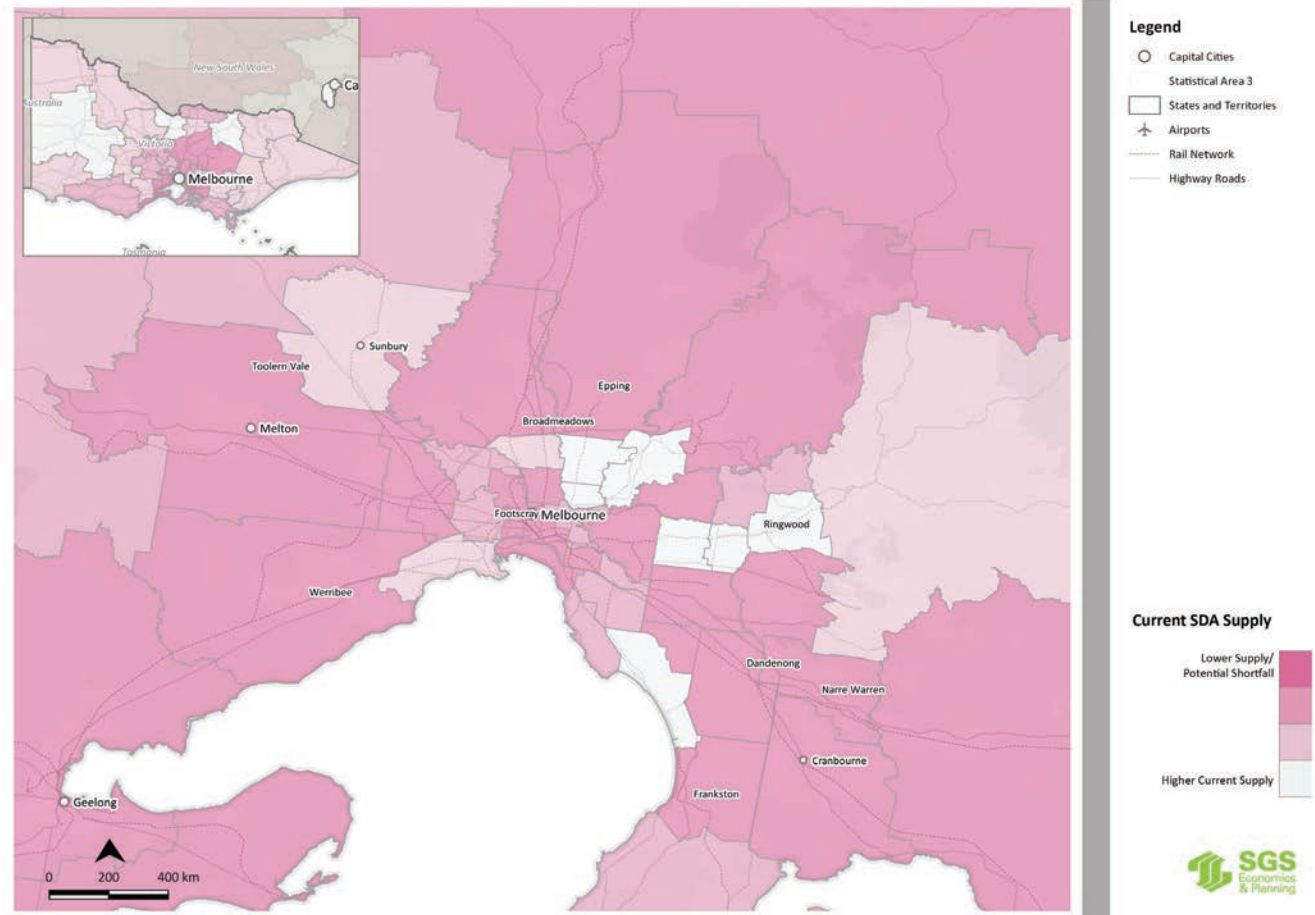 New South Wales
Ca
Australia
Victoria
Melbourne
Tasmania
Sunbury
Toolern Vale
Epping
Melton
Broadmeadows
Footscray
Melbourne
Ringwood
Werribee
Dandenong
Narre Warren
Cranbourne
Frankston
Geelong
0 200 400 km
Legend
Capital Cities
Statistical Area 3
States and Territories
Airports
Rail Network
Highway Roads
Current SDA Supply
Lower Supply/
Potential Shortfall
Higher Current Supply
SGS
Economics
& Planning